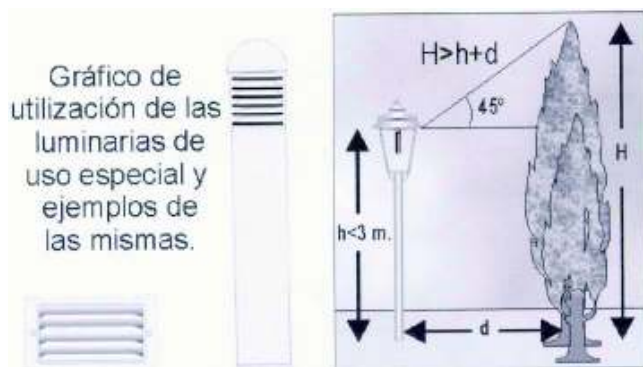 Gráfico de
utilización de las
luminarias de
uso especial y
ejemplos de
las mismas.
H>h+d
45º
H
h<3 m.
d